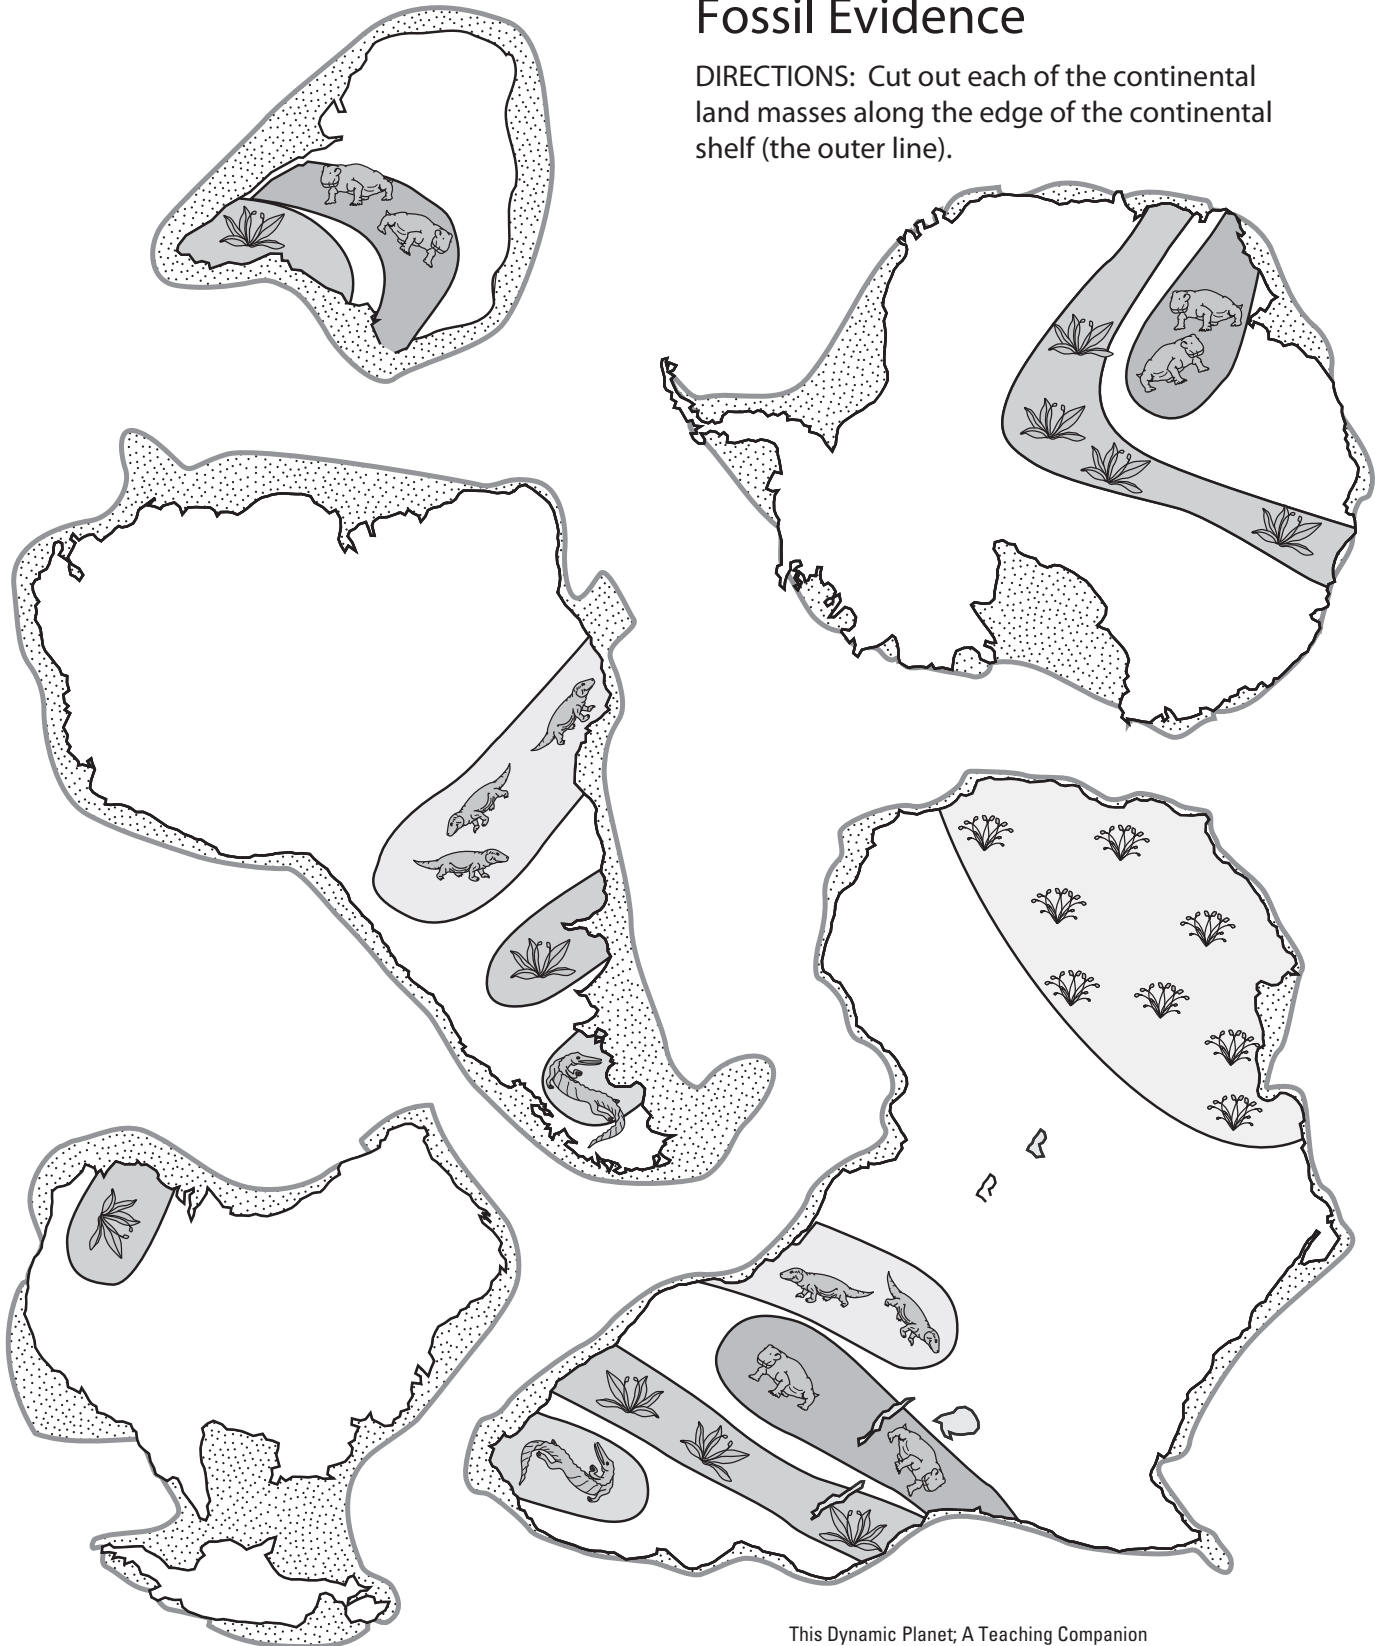 Fossil Evidence
DIRECTIONS: Cut out each of the continental
land masses along the edge of the continental
shelf (the outer line).
This Dynamic Planet; A Teaching Companion